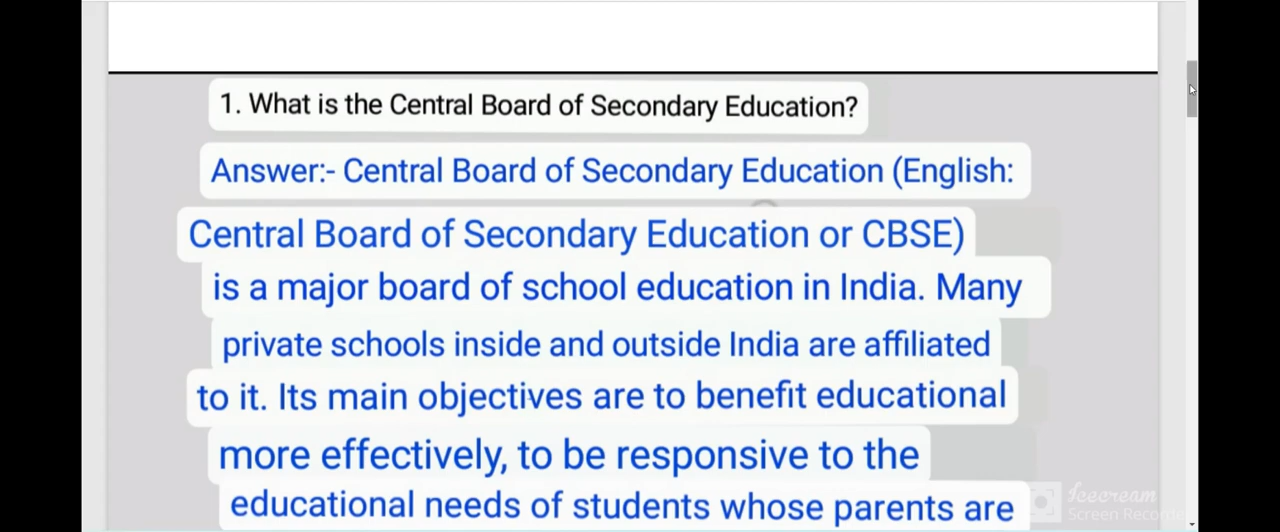 1. What is the Central Board of Secondary Education?
Answer:- Central Board of Secondary Education (English:
Central Board of Secondary Education or CBSE)
is a major board of school education in India. Many
private schools inside and outside India are affiliated
to it. Its main objectives are to benefit educational
more effectively, to be responsive to the
educational needs of students whose parents are
Icecream
Screen Recorder